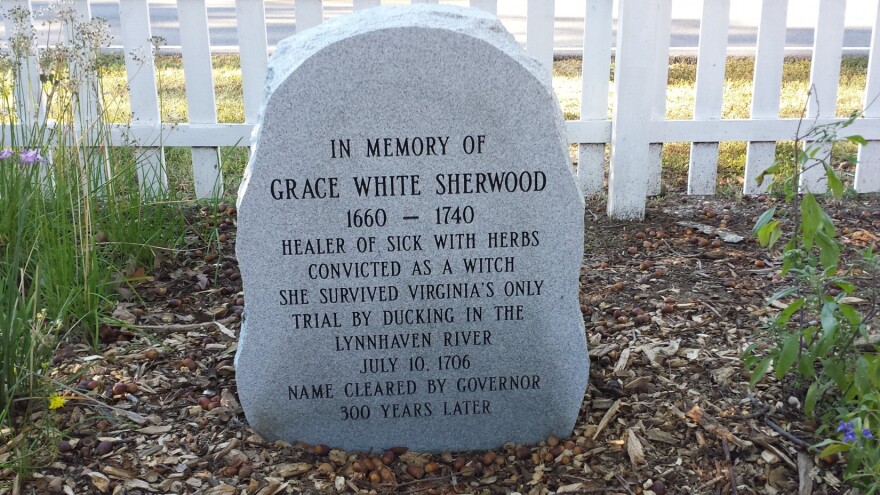 IN MEMORY OF
GRACE WHITE SHERWOOD
1660 – 1740
HEALER OF SICK WITH HERBS
CONVICTED AS A WITCH
SHE SURVIVED VIRGINIA'S ONLY
TRIAL BY DUCKING IN THE
LYNNHAVEN RIVER
JULY 10, 1706
NAME CLEARED BY GOVERNOR
300 YEARS LATER